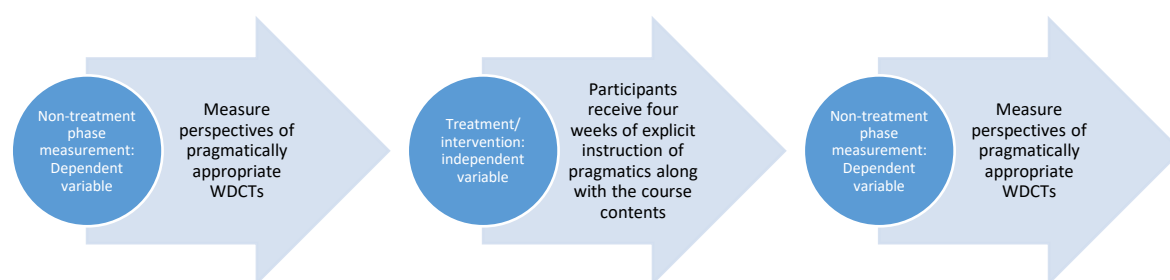 Non-treatment
phase
measurement:
Dependent
variable
Measure
perspectives of
pragmatically
appropriate
WDCTs
Treatment/
intervention:
independent
variable
Participants
receive four
weeks of explicit
instruction of
pragmatics along
with the course
contents
Non-treatment
phase
measurement:
Dependent
variable
Measure
perspectives of
pragmatically
appropriate
WDCTs